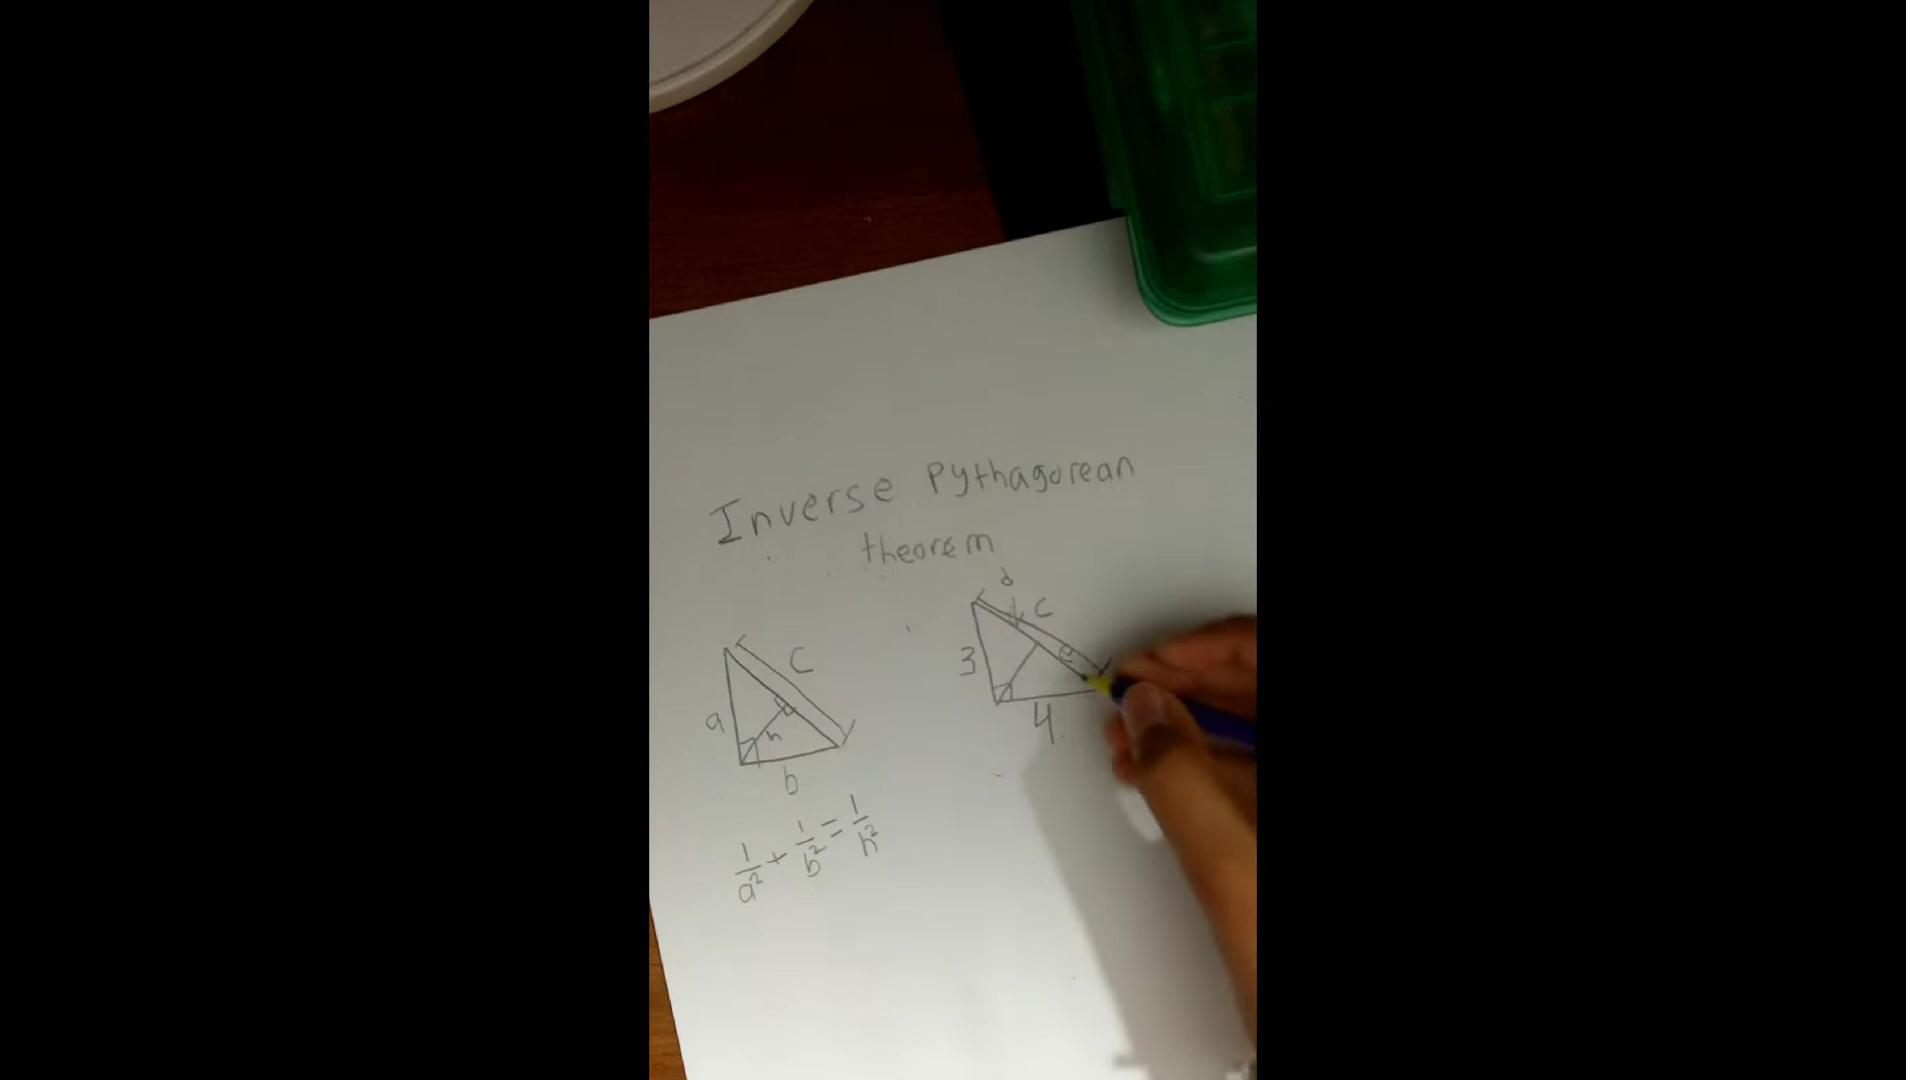 Inverse Pythagorean
theorem
d
c
3
e
4
c
a
h
b
1/a² + 1/b² = 1/h²